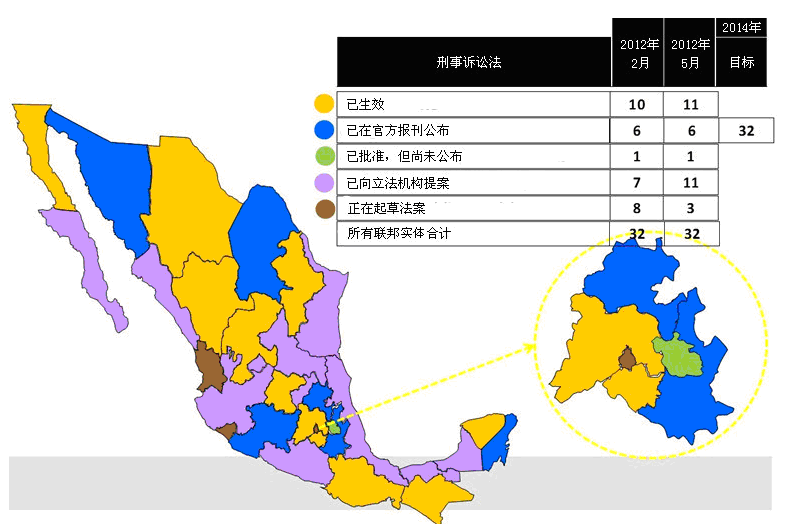 2014年
刑事诉讼法 2012年 2月 2012年 5月 目标
已生效 10 11
已在官方报刊公布 6 6 32
已批准，但尚未公布 1 1
已向立法机构提案 7 11
正在起草法案 8 3
所有联邦实体合计 32 32